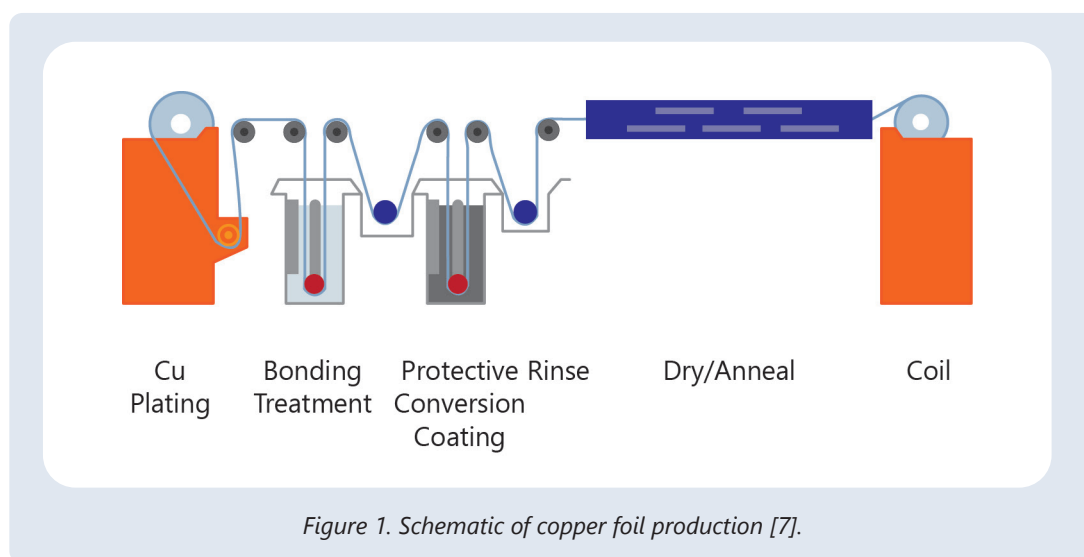 Cu
Plating
Bonding
Treatment
Protective
Conversion
Coating
Rinse
Dry/Anneal
Coil
Figure 1. Schematic of copper foil production [7].